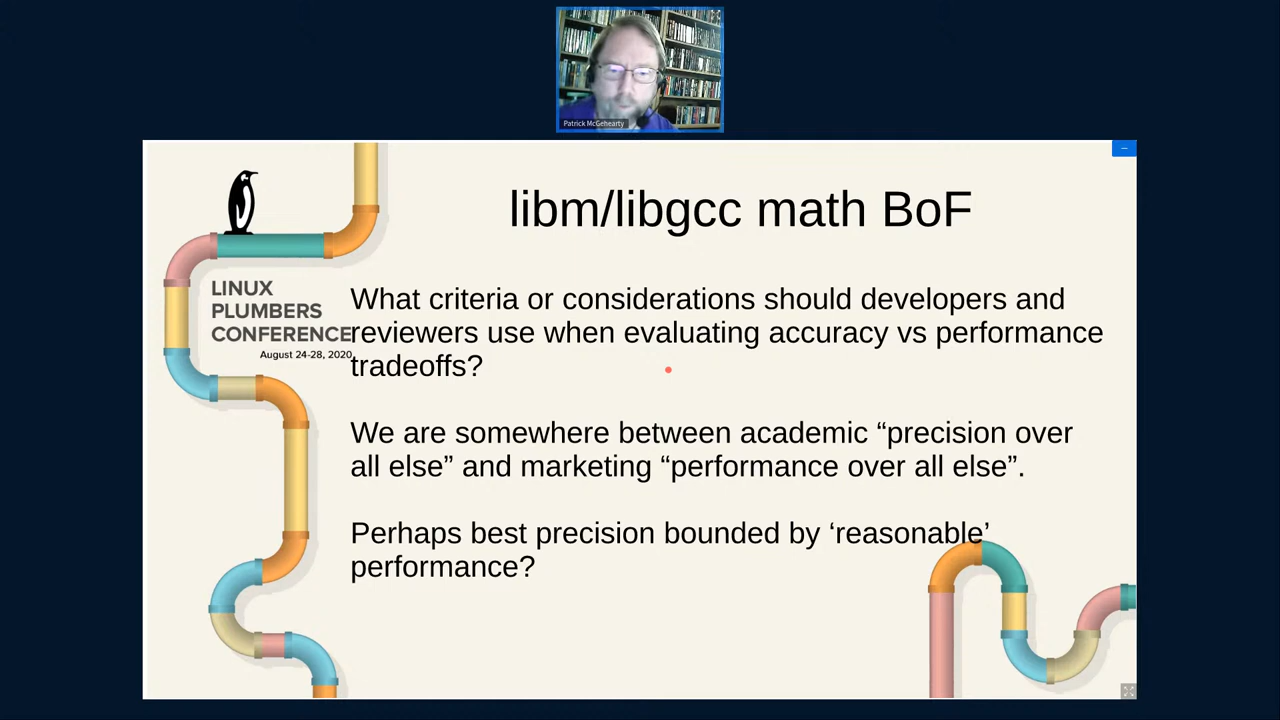 Patrick McGehearty
libm/libgcc math BoF
LINUX
PLUMBERS
CONFERENCE
August 24-28, 2020
What criteria or considerations should developers and
reviewers use when evaluating accuracy vs performance
tradeoffs?
We are somewhere between academic “precision over
all else” and marketing “performance over all else”.
Perhaps best precision bounded by ‘reasonable’
performance?